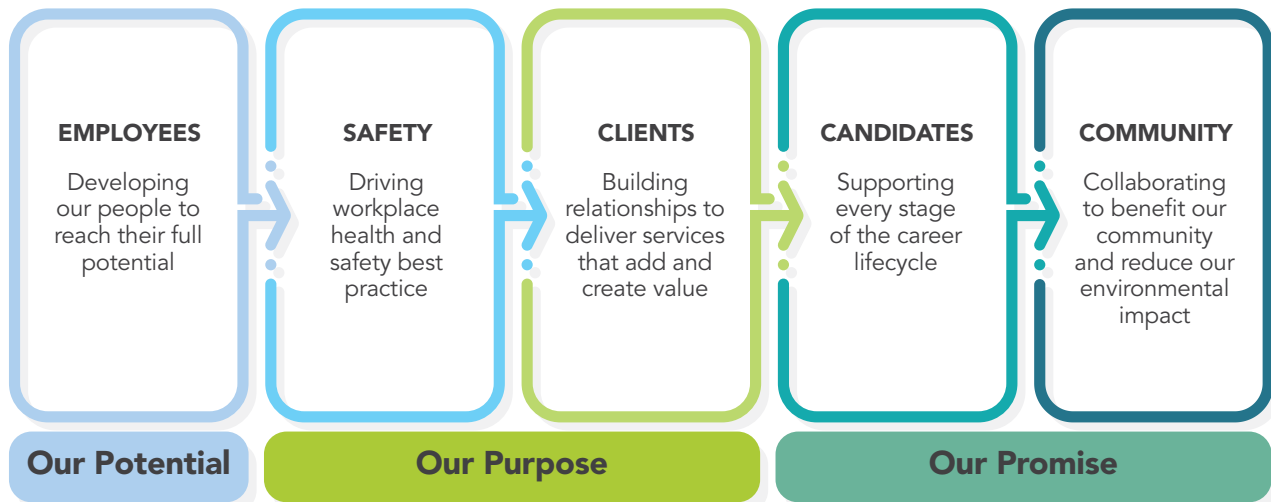 EMPLOYEES
Developing
our people to
reach their full
potential
SAFETY
Driving
workplace
health and
safety best
practice
CLIENTS
Building
relationships to
deliver services
that add and
create value
CANDIDATES
Supporting
every stage
of the career
lifecycle
COMMUNITY
Collaborating
to benefit our
community
and reduce our
environmental
impact
Our Potential
Our Purpose
Our Promise